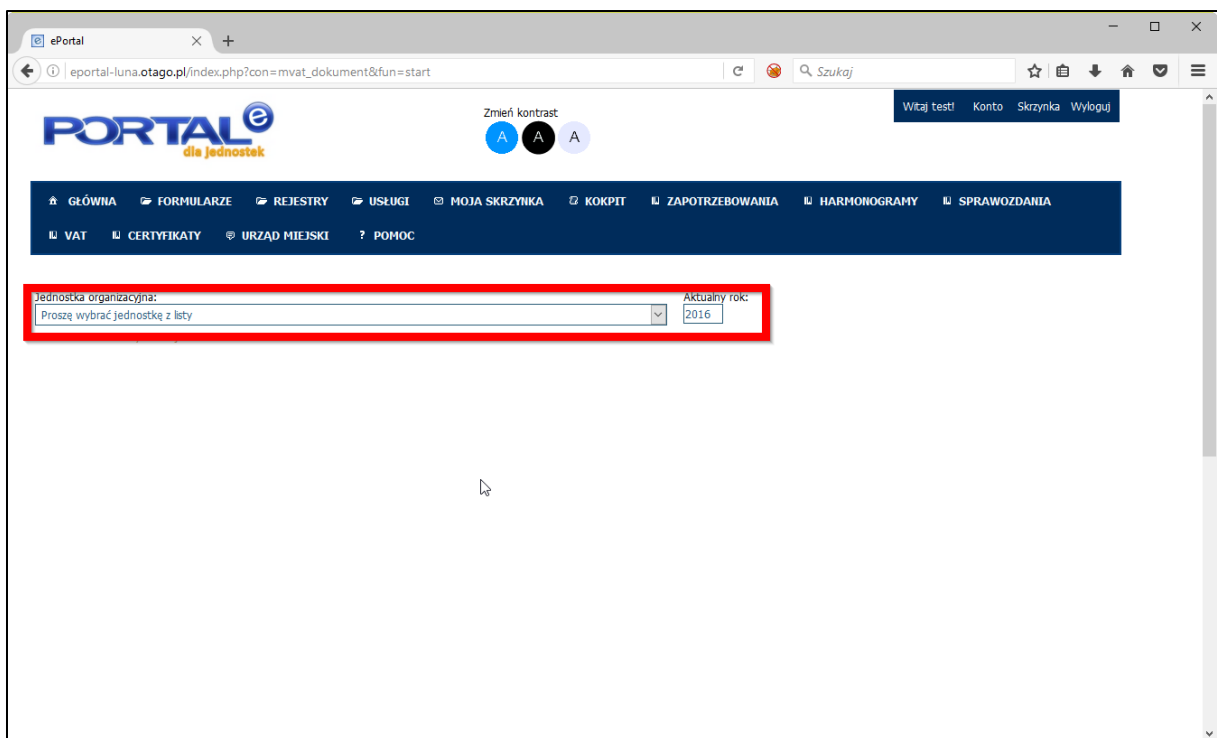 ePortal
eportal-luna.otago.pl/index.php?con=mvat_dokument&fun=start
Szukaj
PORTAL e
dla jednostek
Zmień kontrast
A A A
Witaj test! Konto Skrzynka Wyloguj
GŁÓWNA FORMULARZE REJESTRY USŁUGI MOJA SKRZYNKA KOKPIT ZAPOTRZEBOWANIA HARMONOGRAMY SPRAWOZDANIA
VAT CERTYFIKATY URZĄD MIEJSKI ? POMOC
Jednostka organizacyjna: Aktualny rok:
Proszę wybrać jednostkę z listy 2016